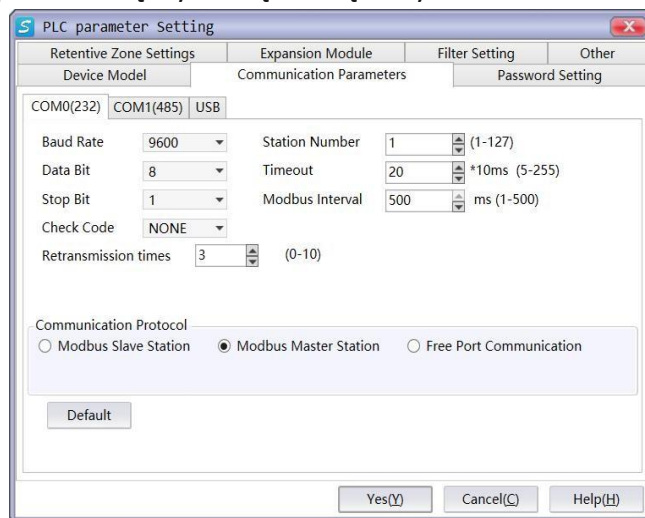 S PLC parameter Setting
Retentive Zone Settings Expansion Module Filter Setting Other
Device Model Communication Parameters Password Setting
COM0(232) COM1(485) USB
Baud Rate 9600 Station Number 1 (1-127)
Data Bit 8 Timeout 20 *10ms (5-255)
Stop Bit 1 Modbus Interval 500 ms (1-500)
Check Code NONE
Retransmission times 3 (0-10)
Communication Protocol
Modbus Slave Station Modbus Master Station Free Port Communication
Default
Yes(Y) Cancel(C) Help(H)